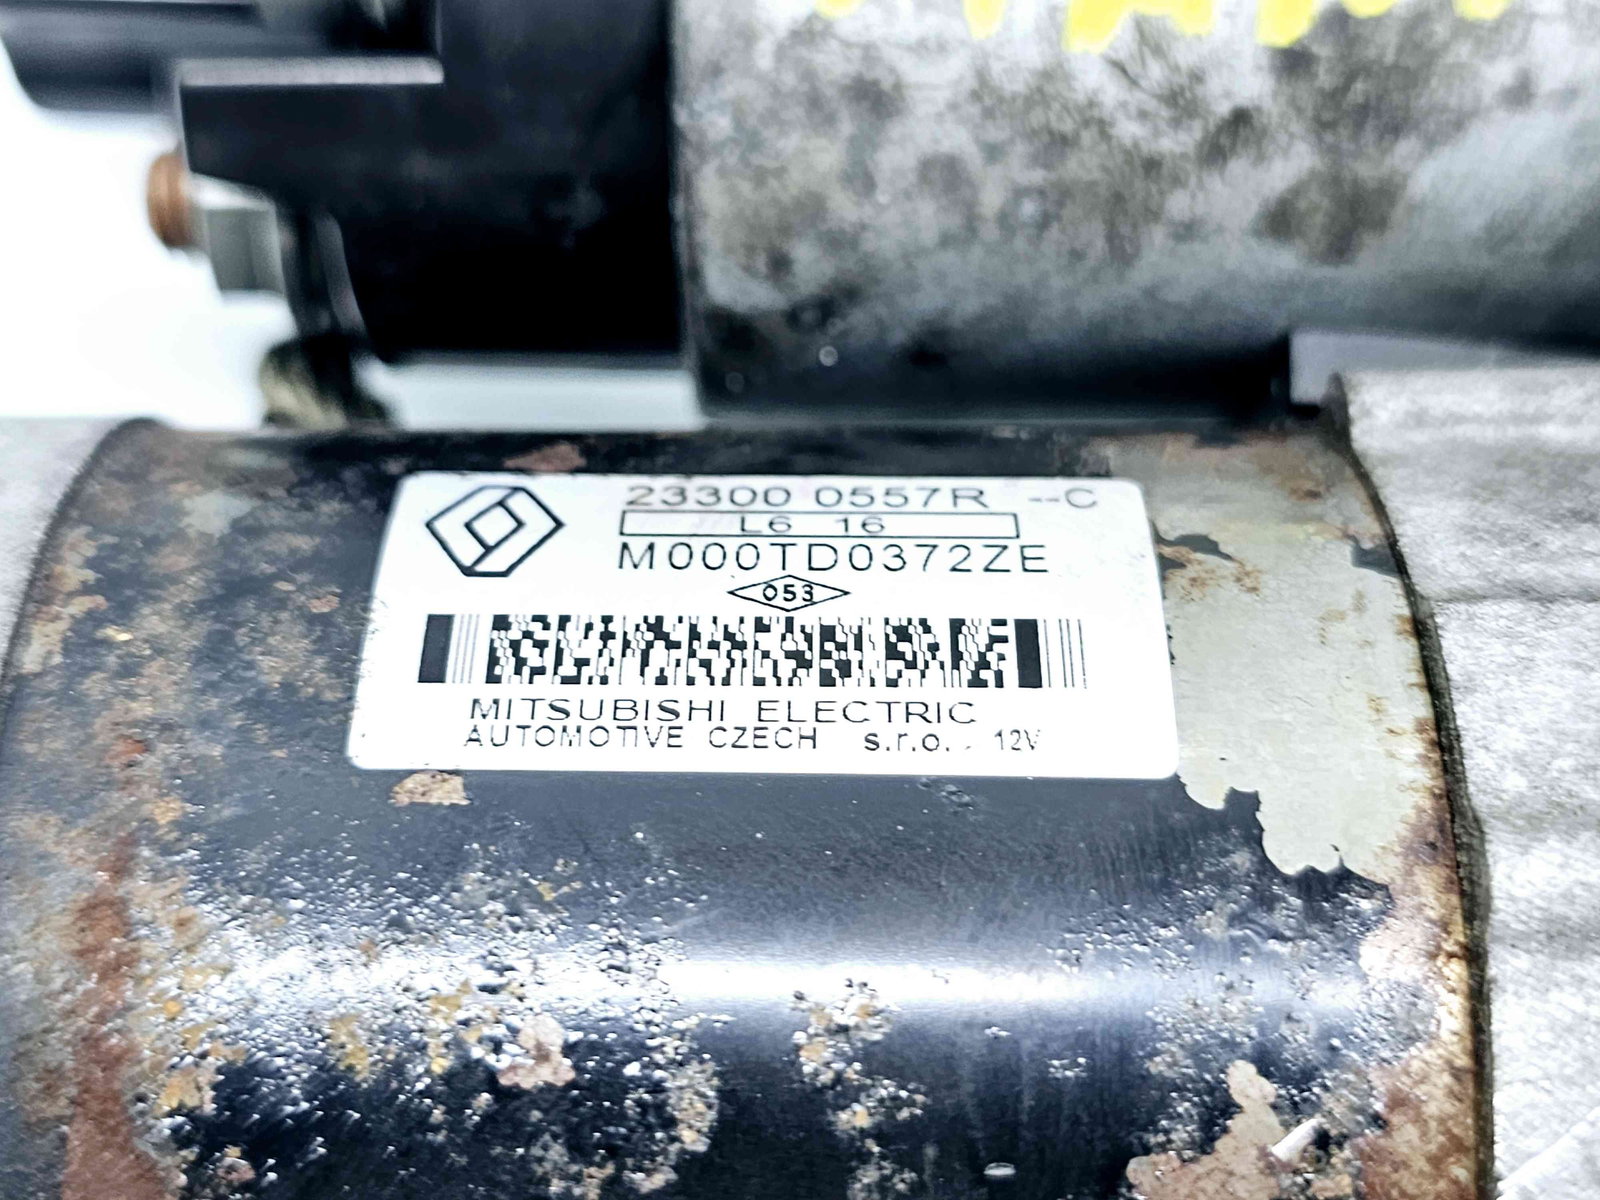 23300 0557R --C
L6 16
M000TD0372ZE
053
MITSUBISHI ELECTRIC
AUTOMOTIVE CZECH s.r.o. 12V